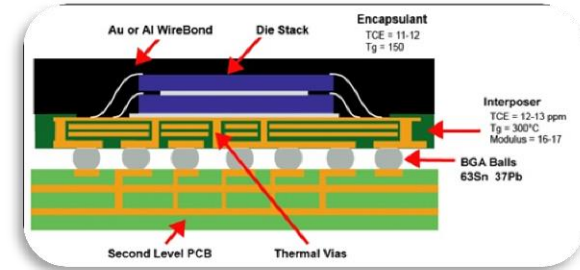 Au or Al WireBond
Die Stack
Encapsulant
TCE = 11-12
Tg = 150
Interposer
TCE = 12-13 ppm
Tg = 300°C
Modulus = 16-17
BGA Balls
63Sn 37Pb
Second Level PCB
Thermal Vias